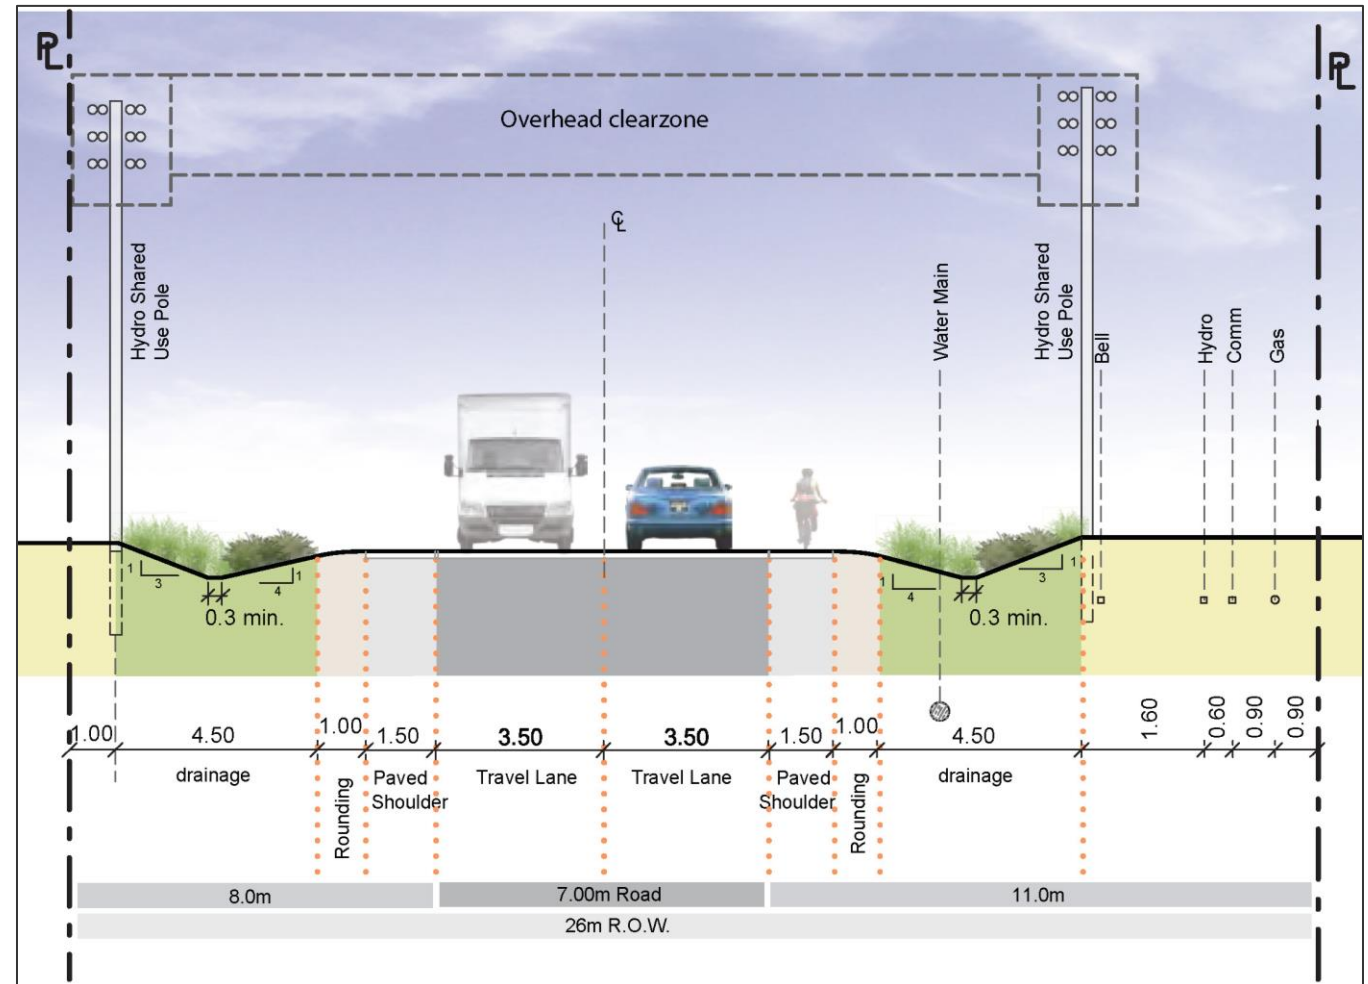 PL
PL
Overhead clearzone
CL
Hydro Shared
Use Pole
Water Main
Hydro Shared
Use Pole
Bell
Hydro
Comm
Gas
1
3
1
4
0.3 min.
1
4
3
1
0.3 min.
1.00
4.50
1.00
1.50
3.50
3.50
1.50
1.00
4.50
1.60
0.60
0.90
0.90
drainage
Rounding
Paved
Shoulder
Travel Lane
Travel Lane
Paved
Shoulder
Rounding
drainage
8.0m
7.00m Road
11.0m
26m R.O.W.